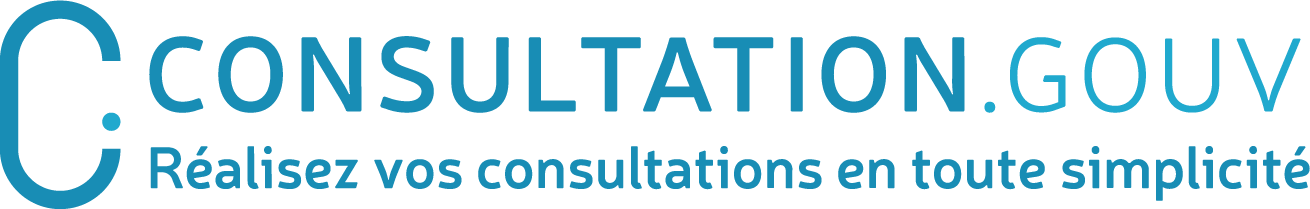 CONSULTATION.GOUV
Réalisez vos consultations en toute simplicité